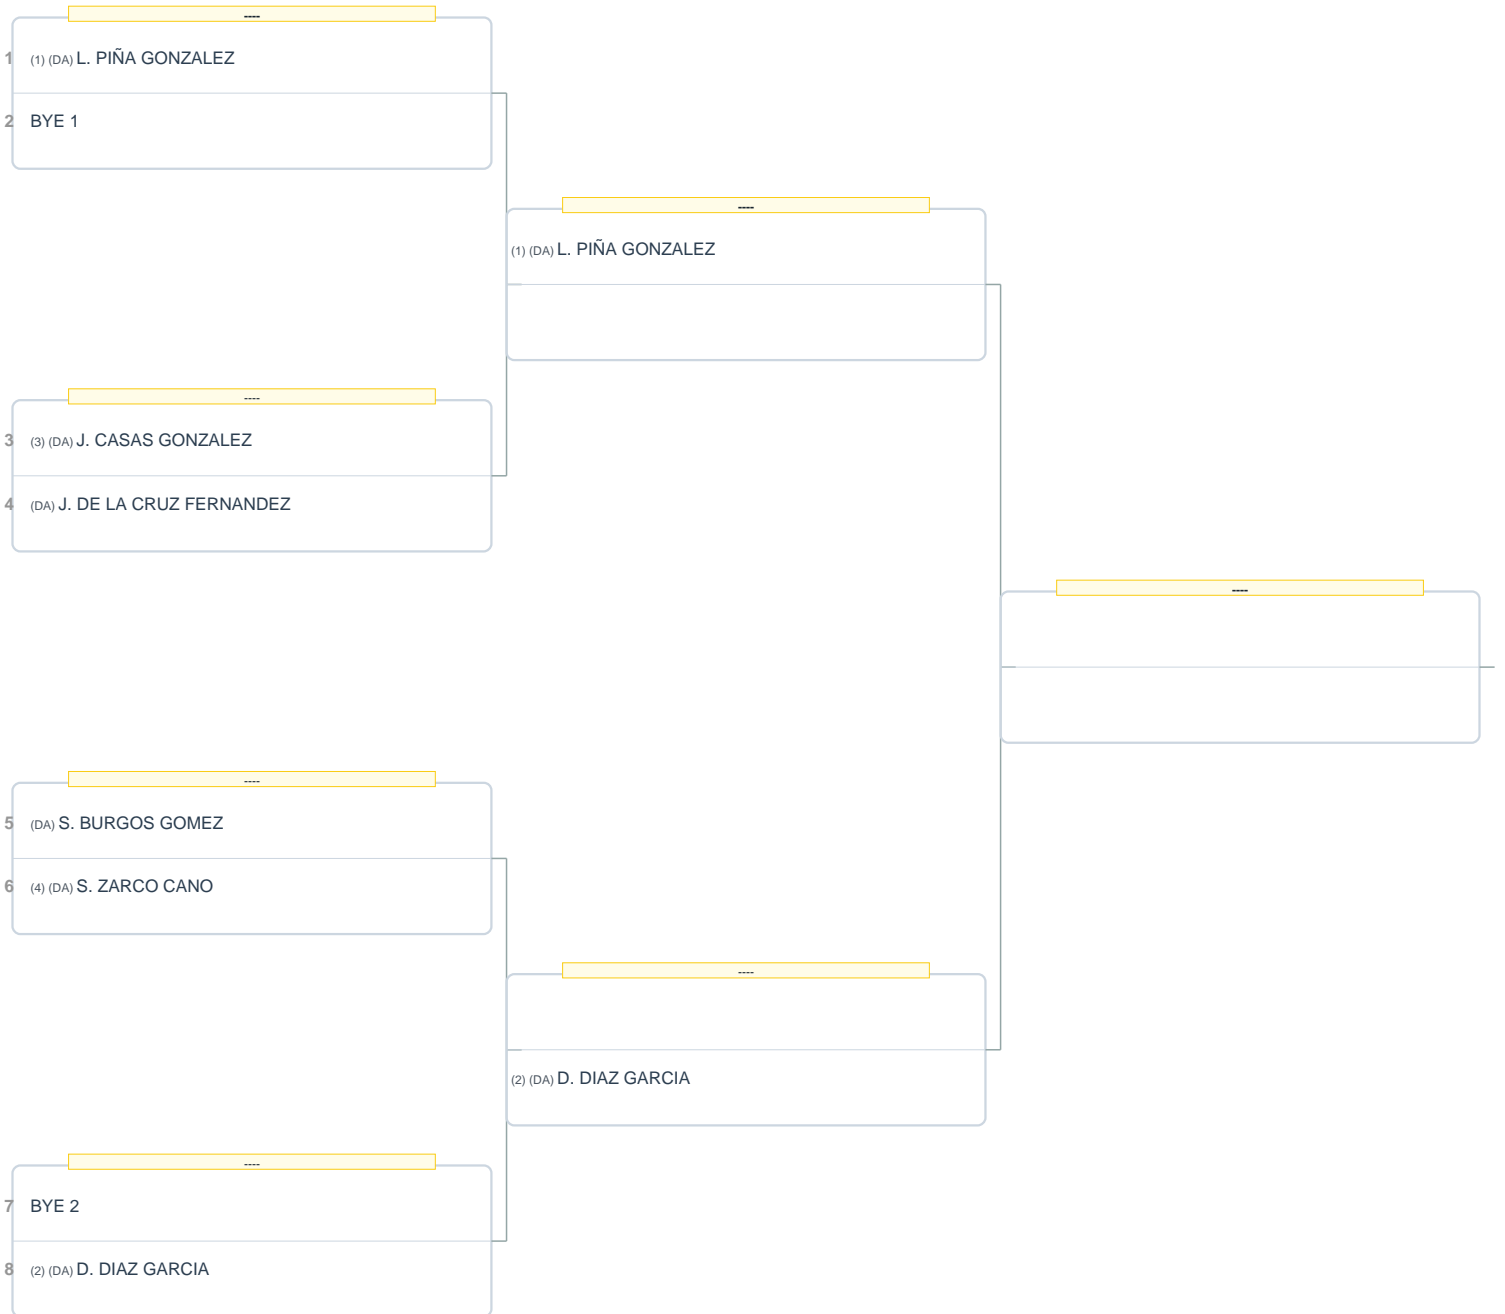 ----
1 (1) (DA) L. PIÑA GONZALEZ
2 BYE 1
----
(1) (DA) L. PIÑA GONZALEZ
----
3 (3) (DA) J. CASAS GONZALEZ
4 (DA) J. DE LA CRUZ FERNANDEZ
----
----
5 (DA) S. BURGOS GOMEZ
6 (4) (DA) S. ZARCO CANO
----
(2) (DA) D. DIAZ GARCIA
----
7 BYE 2
8 (2) (DA) D. DIAZ GARCIA